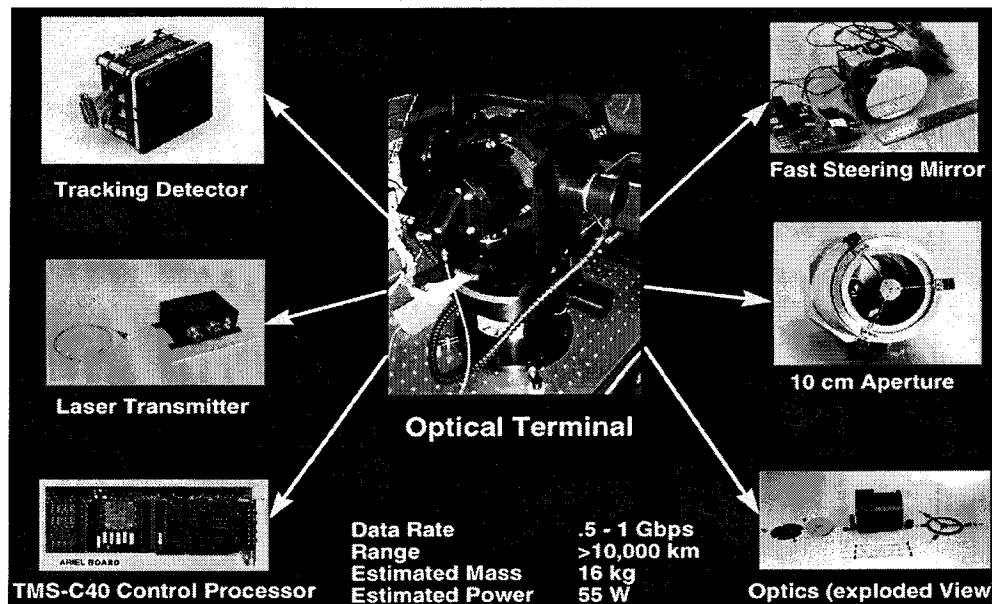 Tracking Detector
Fast Steering Mirror
Laser Transmitter
10 cm Aperture
Optical Terminal
ARIEL BOARD
TMS-C40 Control Processor
Data Rate .5 - 1 Gbps
Range >10,000 km
Estimated Mass 16 kg
Estimated Power 55 W
Optics (exploded View)